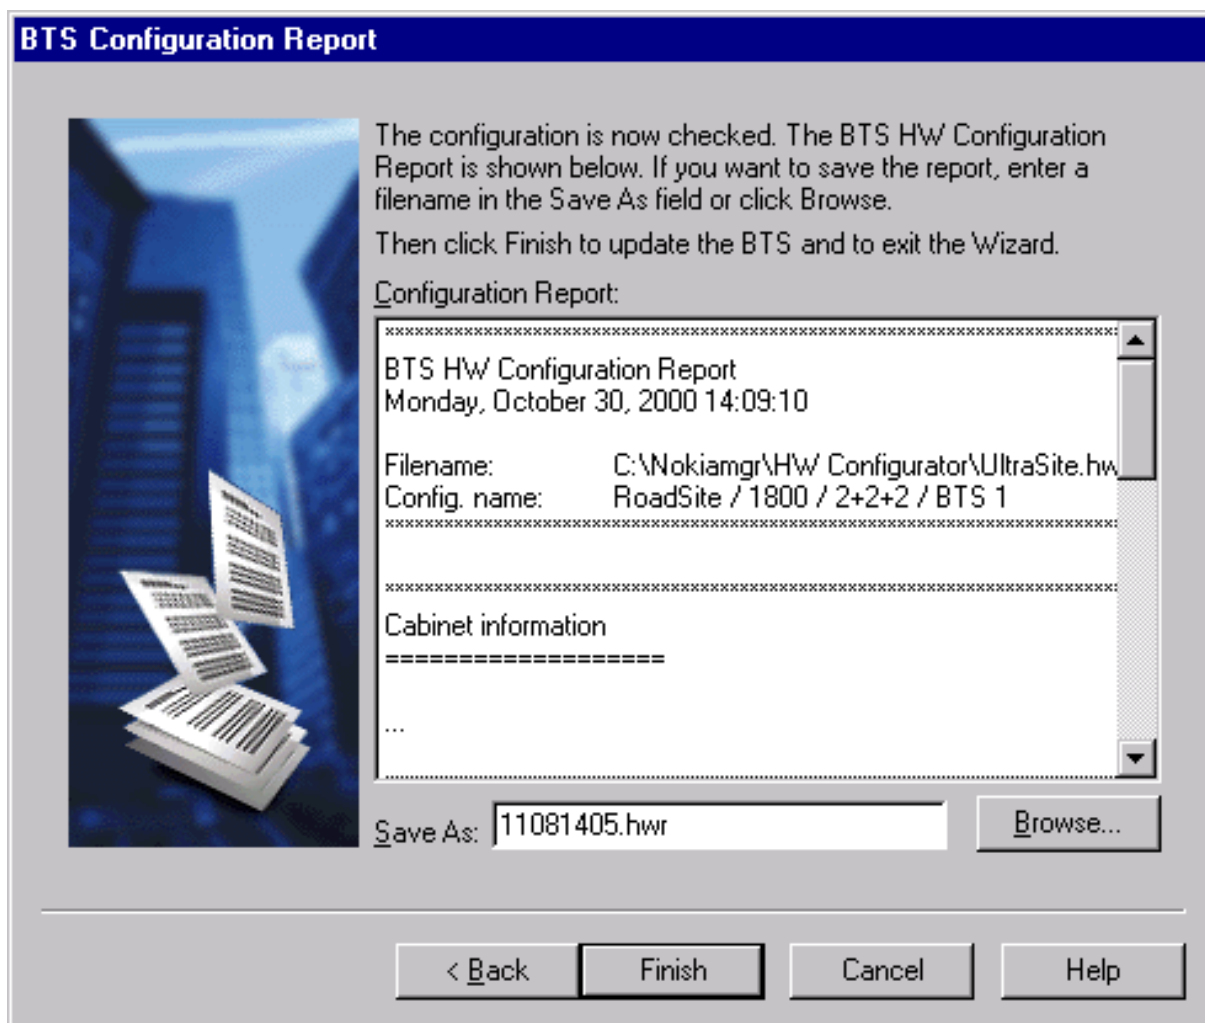 BTS Configuration Report
The configuration is now checked. The BTS HW Configuration
Report is shown below. If you want to save the report, enter a
filename in the Save As field or click Browse.
Then click Finish to update the BTS and to exit the Wizard.
Configuration Report:
BTS HW Configuration Report
Monday, October 30, 2000 14:09:10
Filename: C:\Nokiamgr\HW Configurator\UltraSite.hw
Config. name: RoadSite / 1800 / 2+2+2 / BTS 1
Cabinet information
===================
...
Save As: 11081405.hwr Browse...
< Back Finish Cancel Help